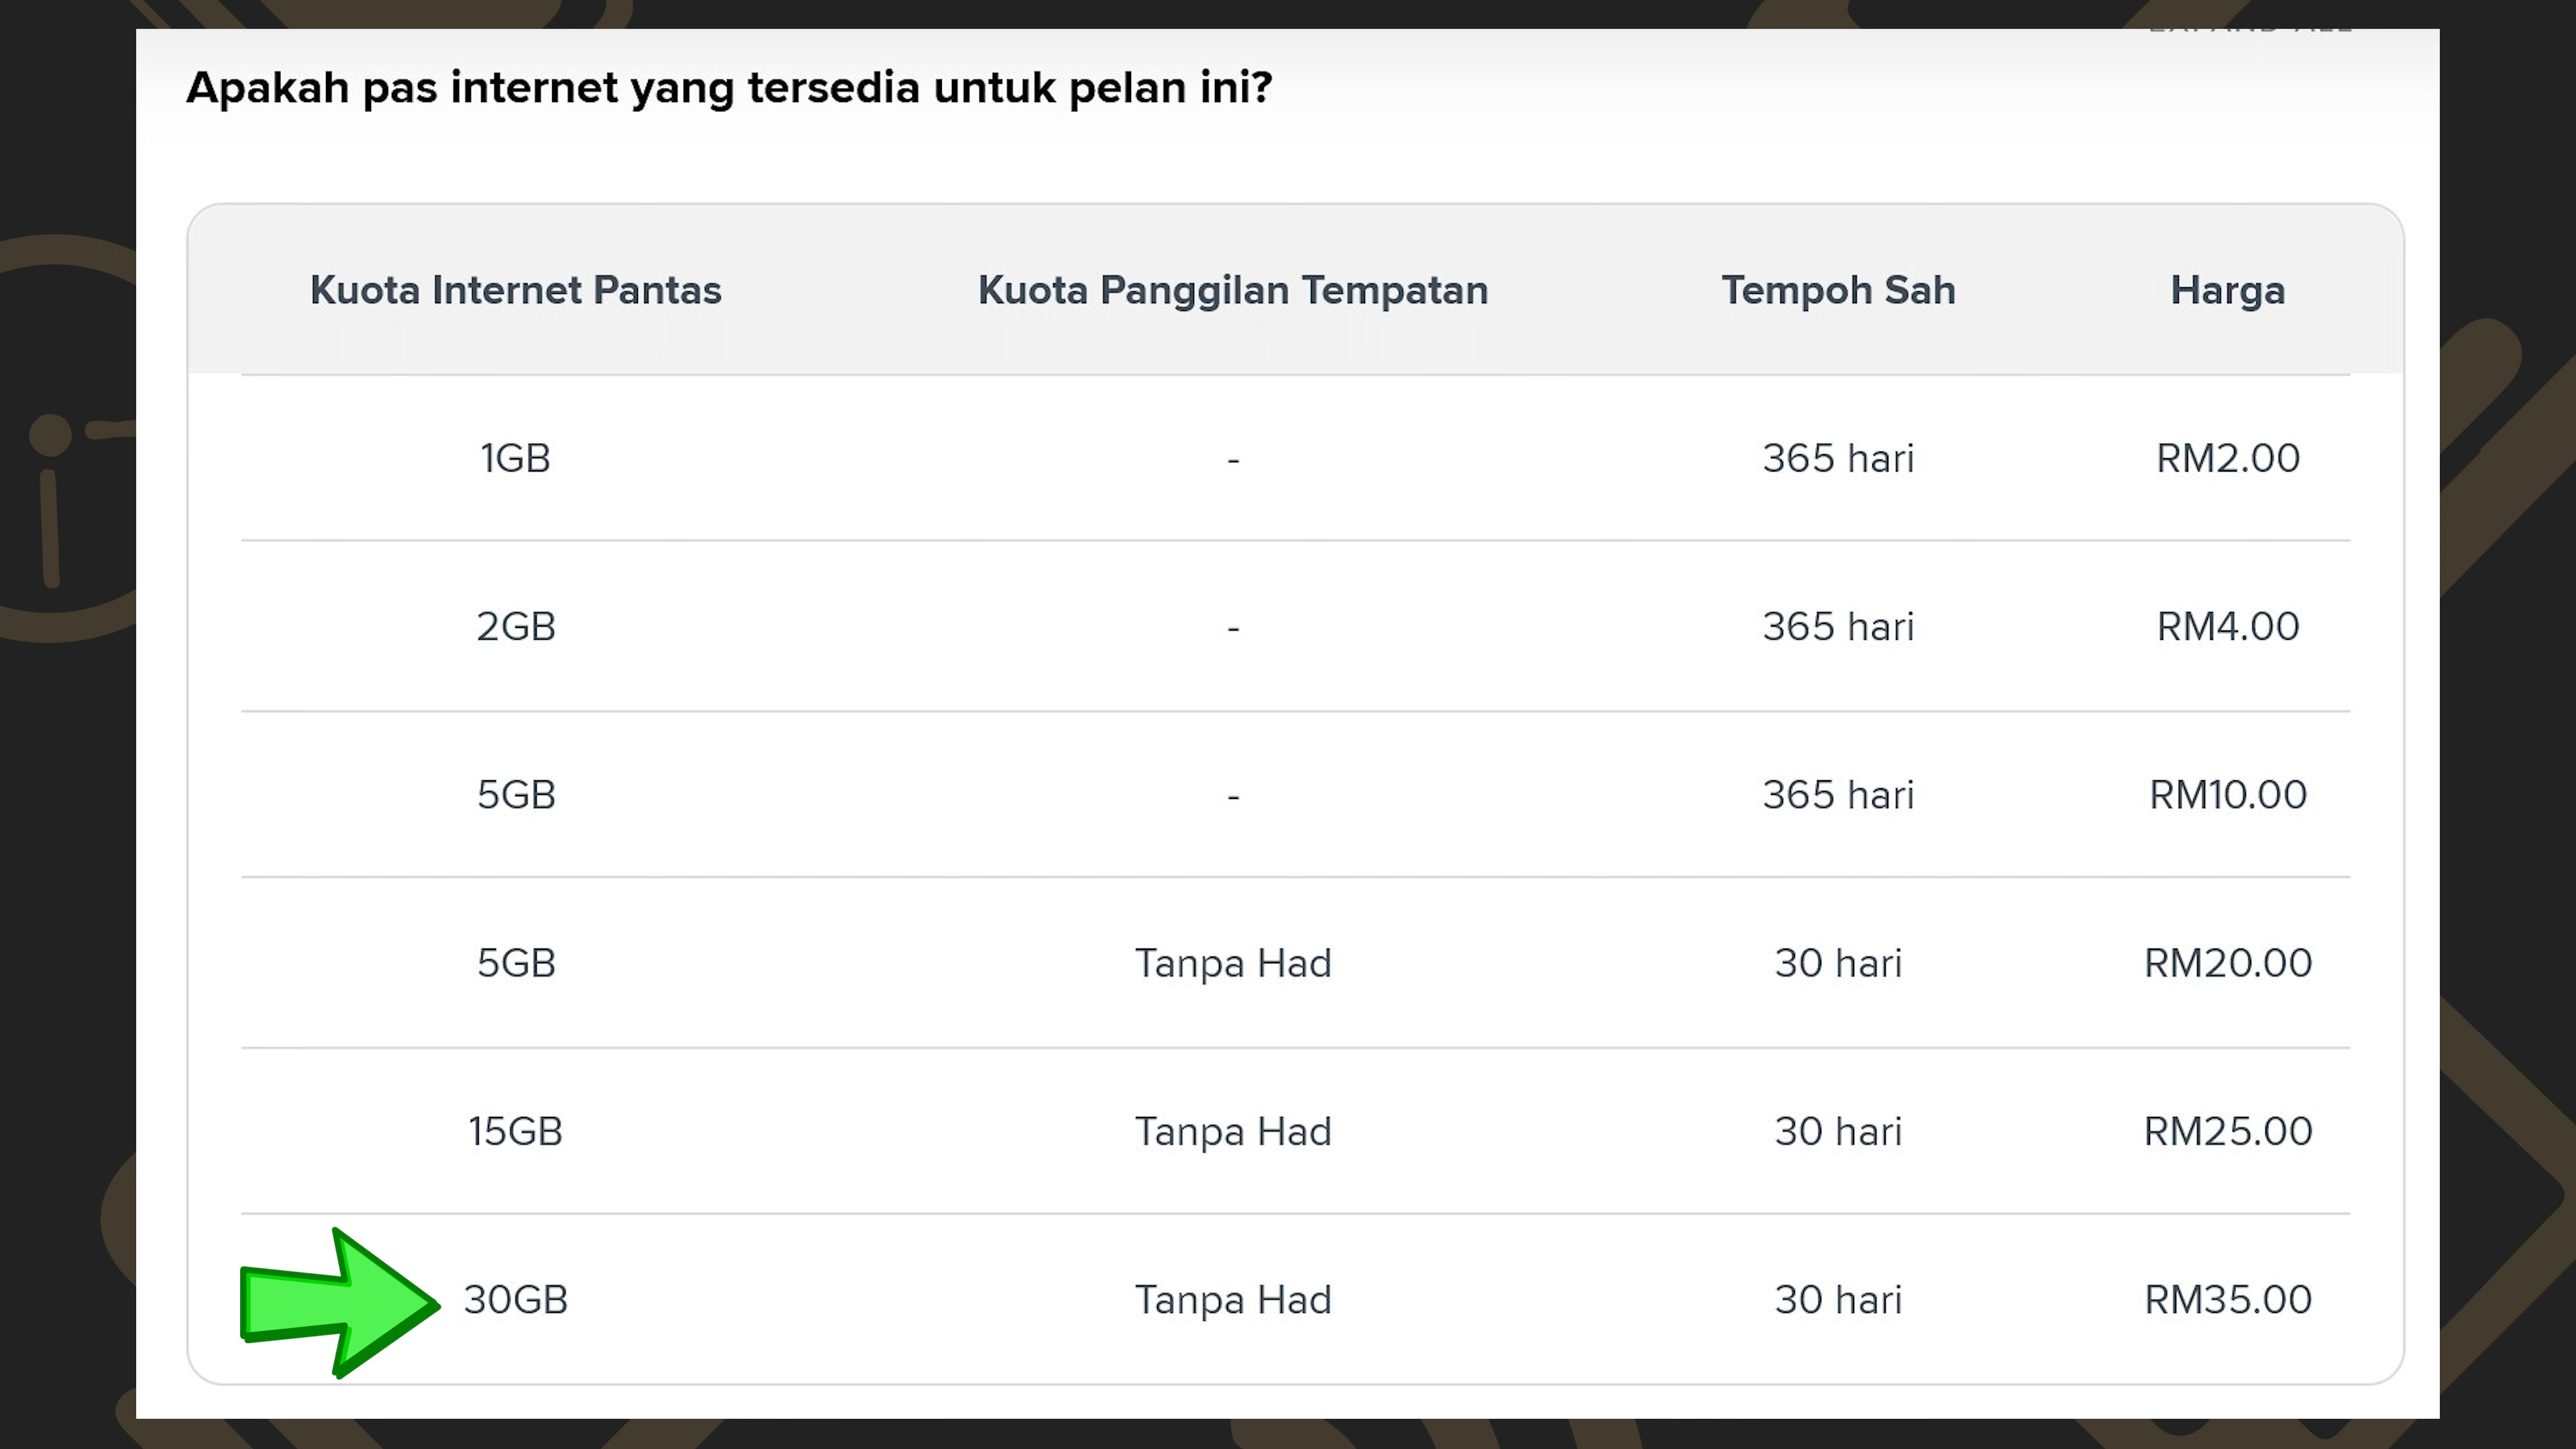 Apakah pas internet yang tersedia untuk pelan ini?
Kuota Internet Pantas Kuota Panggilan Tempatan Tempoh Sah Harga
1GB - 365 hari RM2.00
2GB - 365 hari RM4.00
5GB - 365 hari RM10.00
5GB Tanpa Had 30 hari RM20.00
15GB Tanpa Had 30 hari RM25.00
30GB Tanpa Had 30 hari RM35.00